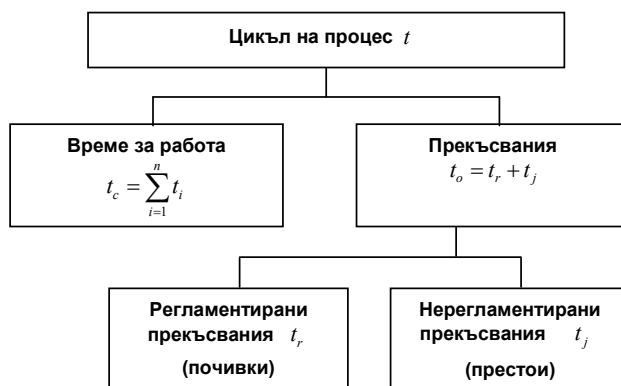 Цикъл на процес t
Време за работа
t_c = \sum_{i=1}^{n} t_i
Прекъсвания
t_o = t_r + t_j
Регламентирани
прекъсвания t_r
(почивки)
Нерегламентирани
прекъсвания t_j
(престои)